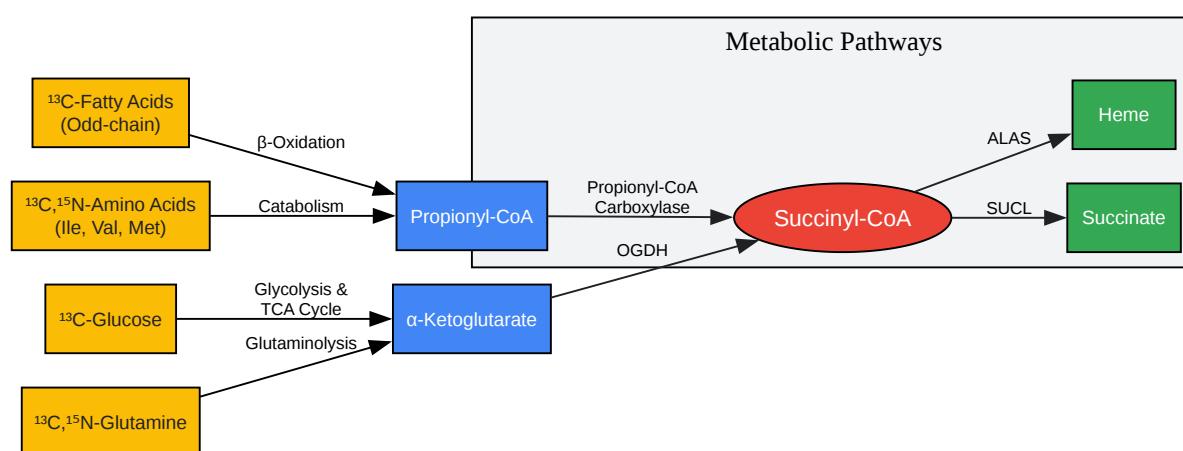 Metabolic Pathways
¹³C-Fatty Acids
(Odd-chain)
β-Oxidation
¹³C,¹⁵N-Amino Acids
(Ile, Val, Met)
Catabolism
Propionyl-CoA
Propionyl-CoA
Carboxylase
Succinyl-CoA
ALAS
Heme
SUCL
Succinate
OGDH
¹³C-Glucose
Glycolysis &
TCA Cycle
α-Ketoglutarate
Glutaminolysis
¹³C,¹⁵N-Glutamine